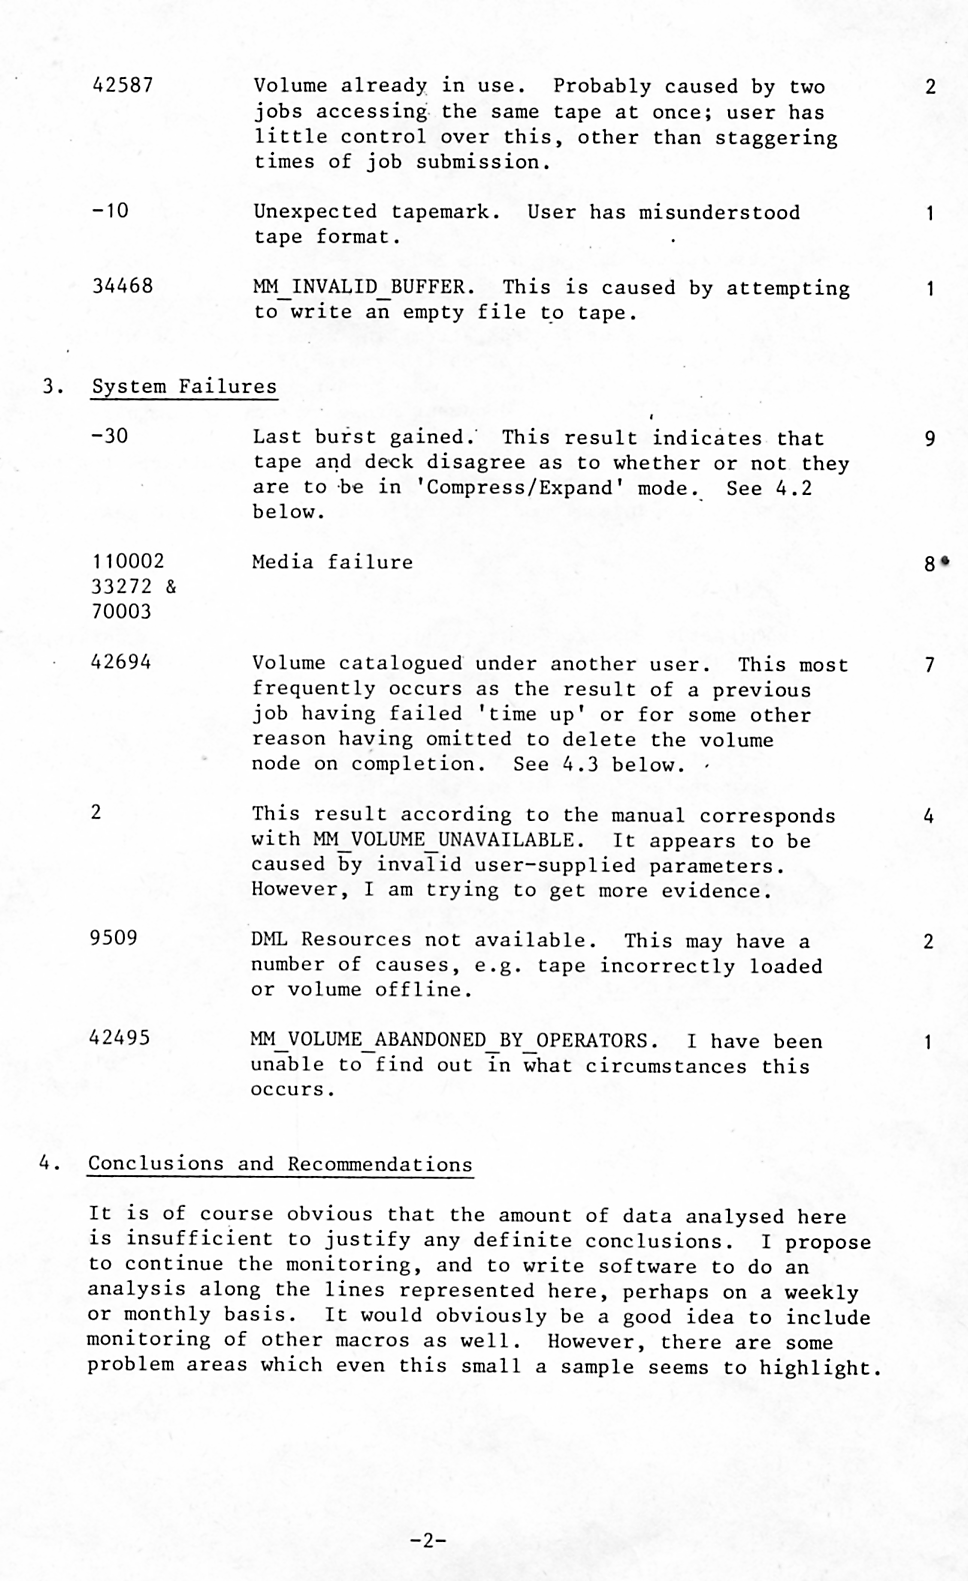 42587 Volume already in use. Probably caused by two 2
jobs accessing the same tape at once; user has
little control over this, other than staggering
times of job submission.
-10 Unexpected tapemark. User has misunderstood 1
tape format.
34468 MM_INVALID_BUFFER. This is caused by attempting 1
to write an empty file to tape.
3. System Failures
-30 Last burst gained. This result indicates that 9
tape and deck disagree as to whether or not they
are to be in 'Compress/Expand' mode. See 4.2
below.
110002 Media failure 8
33272 &
70003
42694 Volume catalogued under another user. This most 7
frequently occurs as the result of a previous
job having failed 'time up' or for some other
reason having omitted to delete the volume
node on completion. See 4.3 below.
2 This result according to the manual corresponds 4
with MM_VOLUME_UNAVAILABLE. It appears to be
caused by invalid user-supplied parameters.
However, I am trying to get more evidence.
9509 DML Resources not available. This may have a 2
number of causes, e.g. tape incorrectly loaded
or volume offline.
42495 MM_VOLUME_ABANDONED_BY_OPERATORS. I have been 1
unable to find out in what circumstances this
occurs.
4. Conclusions and Recommendations
It is of course obvious that the amount of data analysed here
is insufficient to justify any definite conclusions. I propose
to continue the monitoring, and to write software to do an
analysis along the lines represented here, perhaps on a weekly
or monthly basis. It would obviously be a good idea to include
monitoring of other macros as well. However, there are some
problem areas which even this small a sample seems to highlight.
-2-